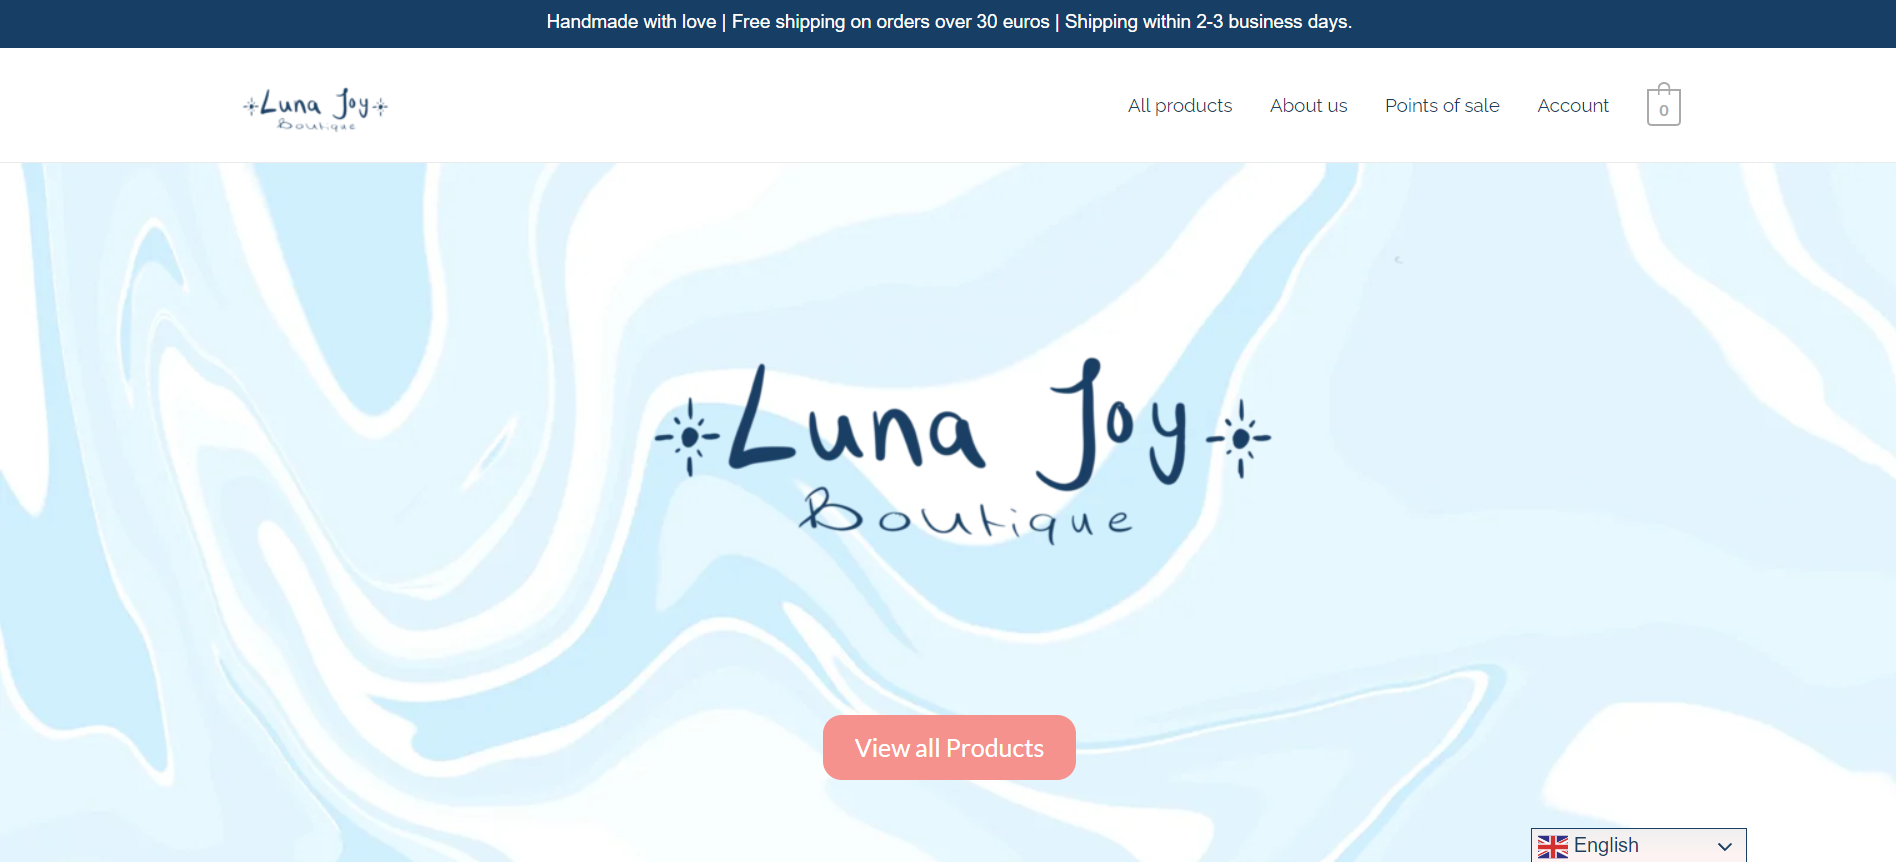 Handmade with love | Free shipping on orders over 30 euros | Shipping within 2-3 business days.
Luna Joy
Boutique
All products
About us
Points of sale
Account
0
Luna Joy
Boutique
View all Products
English